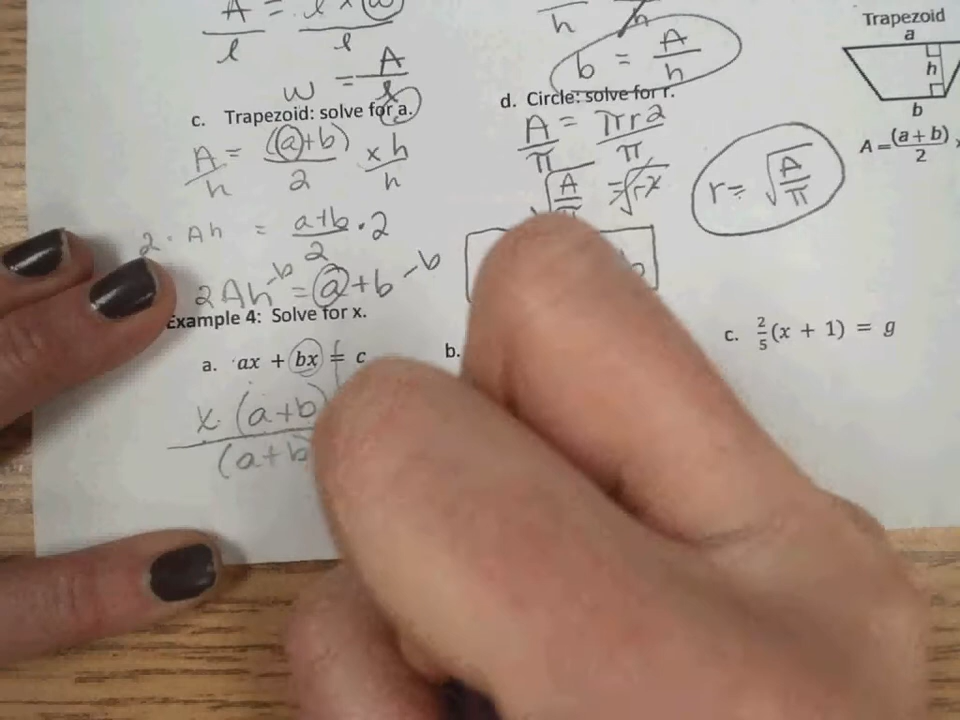 A = l x w
l l
w = A
l
h h
b = A
h
Trapezoid
a
h
b
A = (a + b)
2
c. Trapezoid: solve for a.
A = (a+b) x h
h 2 h
2 · Ah = a+b · 2
2
2Ah -b = a + b -b
d. Circle: solve for r.
A = πr2
π π
√A = √r2
π
r = √A
π
Example 4: Solve for x.
a. ax + bx = c
x · (a+b)
(a+b)
b.
c. 2/5 (x + 1) = g